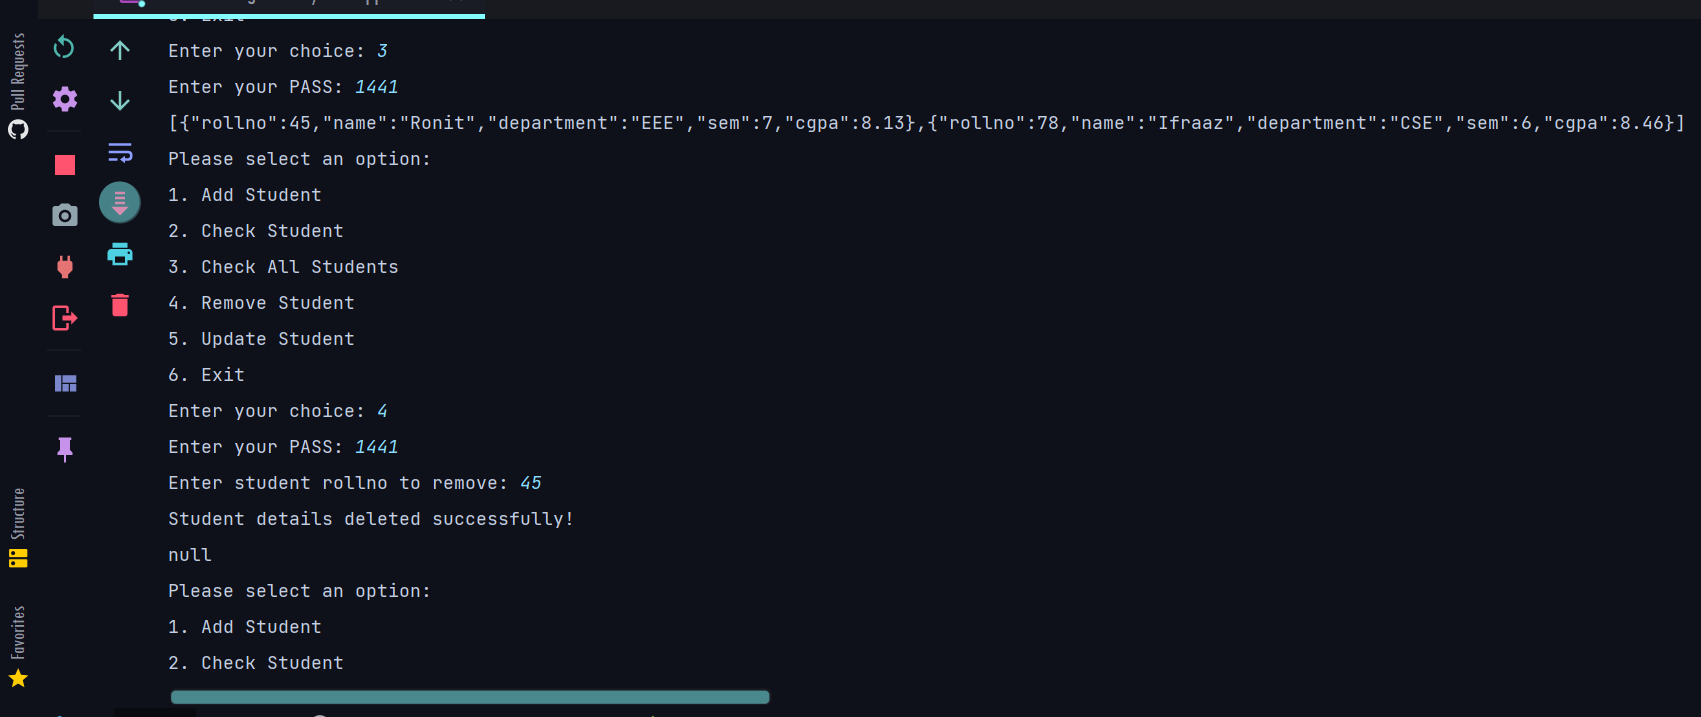 Pull Requests
Structure
Favorites
6. Exit
Enter your choice: 3
Enter your PASS: 1441
[{"rollno":45,"name":"Ronit","department":"EEE","sem":7,"cgpa":8.13},{"rollno":78,"name":"Ifraaz","department":"CSE","sem":6,"cgpa":8.46}]
Please select an option:
1. Add Student
2. Check Student
3. Check All Students
4. Remove Student
5. Update Student
6. Exit
Enter your choice: 4
Enter your PASS: 1441
Enter student rollno to remove: 45
Student details deleted successfully!
null
Please select an option:
1. Add Student
2. Check Student